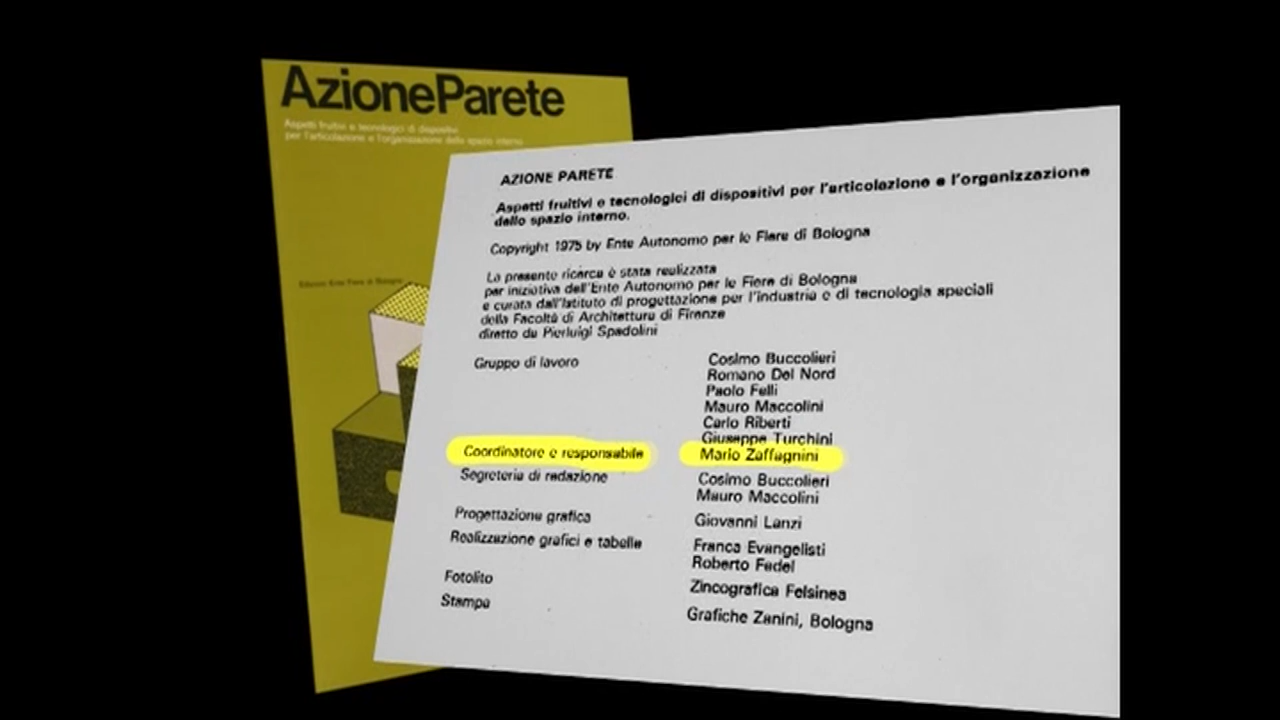 AzioneParete
Aspetti fruitivi e tecnologici di dispositivi
per l'articolazione e l'organizzazione dello spazio interno
Edizioni Ente Fiere di Bologna
AZIONE PARETE
Aspetti fruitivi e tecnologici di dispositivi per l'articolazione e l'organizzazione
dello spazio interno.
Copyright 1975 by Ente Autonomo per le Fiere di Bologna
La presente ricerca è stata realizzata
per iniziativa dell'Ente Autonomo per le Fiere di Bologna
e curata dall'Istituto di progettazione per l'industria e di tecnologia speciali
della Facoltà di Architettura di Firenze
diretto da Pierluigi Spadolini
Gruppo di lavoro
Cosimo Buccolieri
Romano Del Nord
Paolo Felli
Mauro Maccolini
Carlo Riberti
Giuseppe Turchini
Coordinatore e responsabile Mario Zaffagnini
Segreteria di redazione Cosimo Buccolieri
Mauro Maccolini
Progettazione grafica Giovanni Lanzi
Realizzazione grafici e tabelle Franca Evangelisti
Roberto Fedel
Fotolito Zincografica Felsinea
Stampa Grafiche Zanini, Bologna